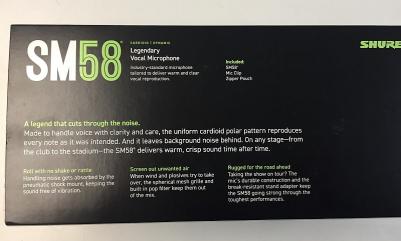 SM58®
CARDIOID | DYNAMIC
Legendary
Vocal Microphone
Industry-standard microphone
tailored to deliver warm and clear
vocal reproduction.
Included:
SM58®
Mic Clip
Zipper Pouch
SHURE
A legend that cuts through the noise.
Made to handle voice with clarity and care, the uniform cardioid polar pattern reproduces
every note as it was intended. And it leaves background noise behind. On any stage—from
the club to the stadium—the SM58® delivers warm, crisp sound time after time.
Roll with no shake or rattle
Handling noise gets absorbed by the
pneumatic shock mount, keeping the
sound free of vibration.
Screen out unwanted air
When wind and plosives try to take
over, the spherical mesh grille and
built in pop filter keep them out
of the mix.
Rugged for the road ahead
Taking the show on tour? The
mic's durable construction and the
break-resistant stand adapter keep
the SM58 going strong through the
toughest performances.